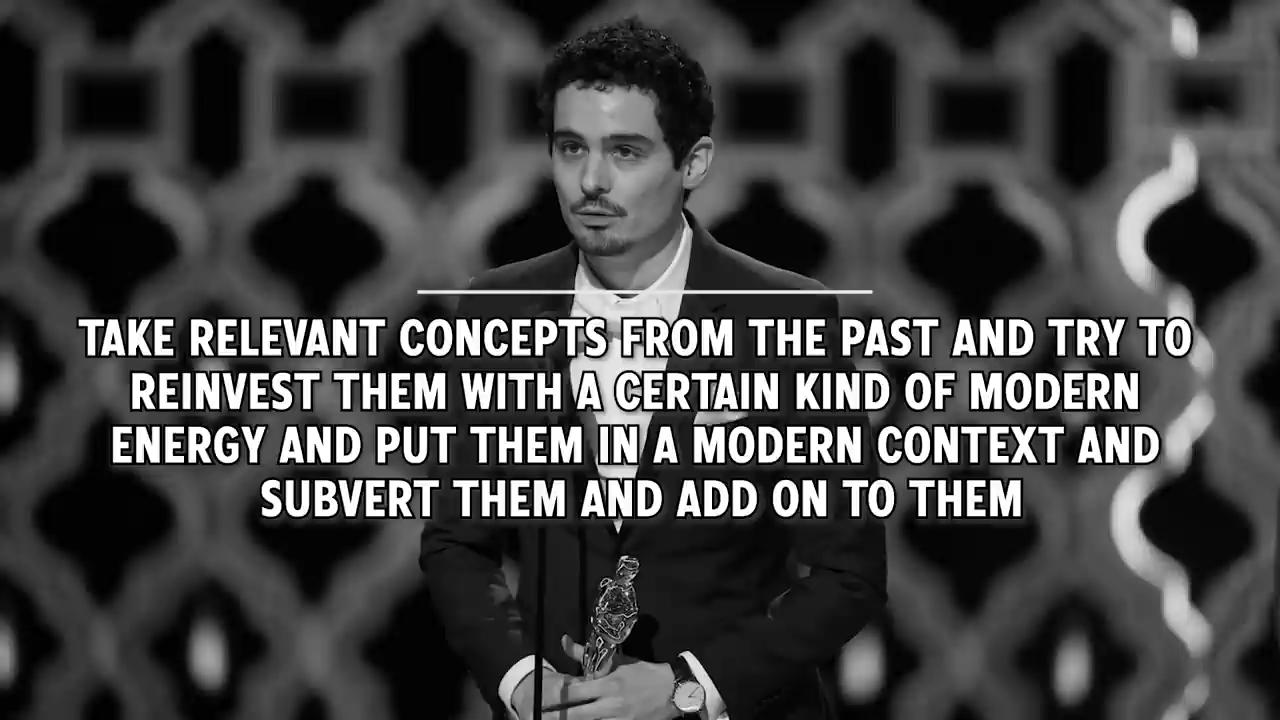 TAKE RELEVANT CONCEPTS FROM THE PAST AND TRY TO
REINVEST THEM WITH A CERTAIN KIND OF MODERN
ENERGY AND PUT THEM IN A MODERN CONTEXT AND
SUBVERT THEM AND ADD ON TO THEM